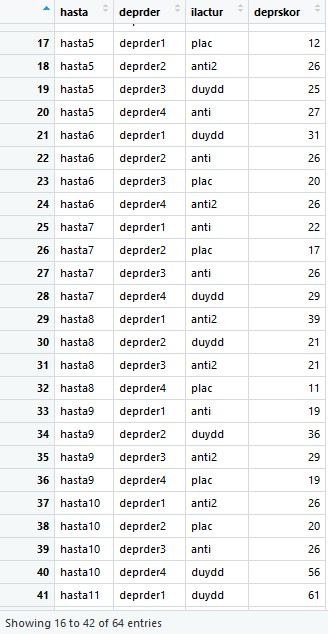 hasta deprder ilactur deprskor
17 hasta5 deprder1 plac 12
18 hasta5 deprder2 anti2 26
19 hasta5 deprder3 duydd 25
20 hasta5 deprder4 anti 27
21 hasta6 deprder1 duydd 31
22 hasta6 deprder2 anti 26
23 hasta6 deprder3 plac 20
24 hasta6 deprder4 anti2 26
25 hasta7 deprder1 anti 22
26 hasta7 deprder2 plac 17
27 hasta7 deprder3 anti 26
28 hasta7 deprder4 duydd 29
29 hasta8 deprder1 anti2 39
30 hasta8 deprder2 duydd 21
31 hasta8 deprder3 anti2 21
32 hasta8 deprder4 plac 11
33 hasta9 deprder1 anti 19
34 hasta9 deprder2 duydd 36
35 hasta9 deprder3 anti2 29
36 hasta9 deprder4 plac 19
37 hasta10 deprder1 anti2 26
38 hasta10 deprder2 plac 20
39 hasta10 deprder3 anti 26
40 hasta10 deprder4 duydd 56
41 hasta11 deprder1 duydd 61
Showing 16 to 42 of 64 entries